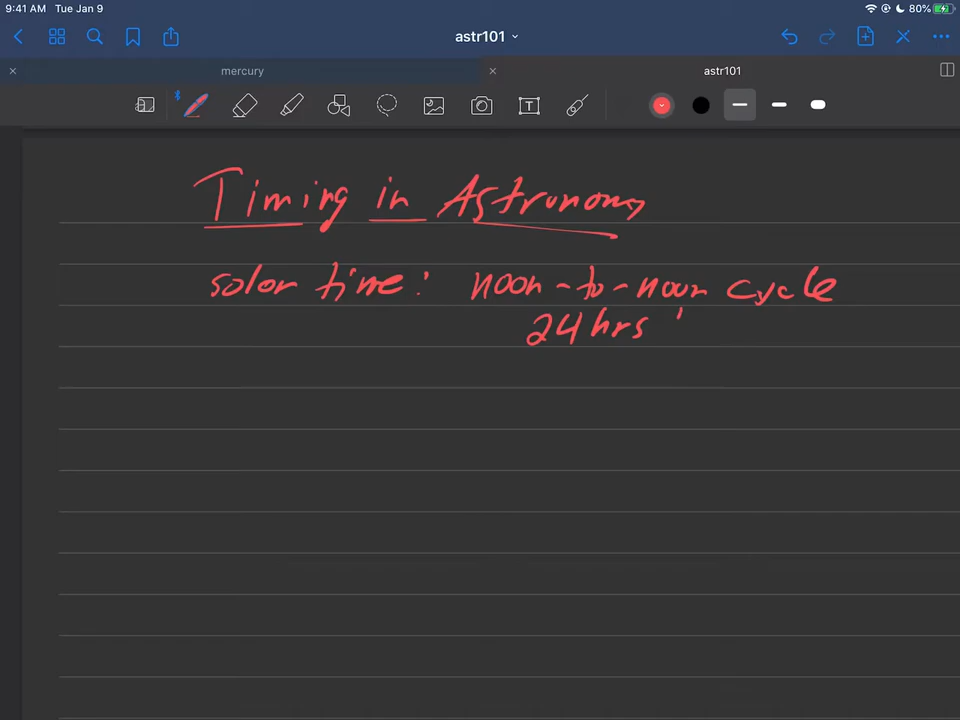 9:41 AM Tue Jan 9 80%
astr101
mercury astr101
T
Timing in Astronomy
solar time: noon-to-noon cycle
24 hrs